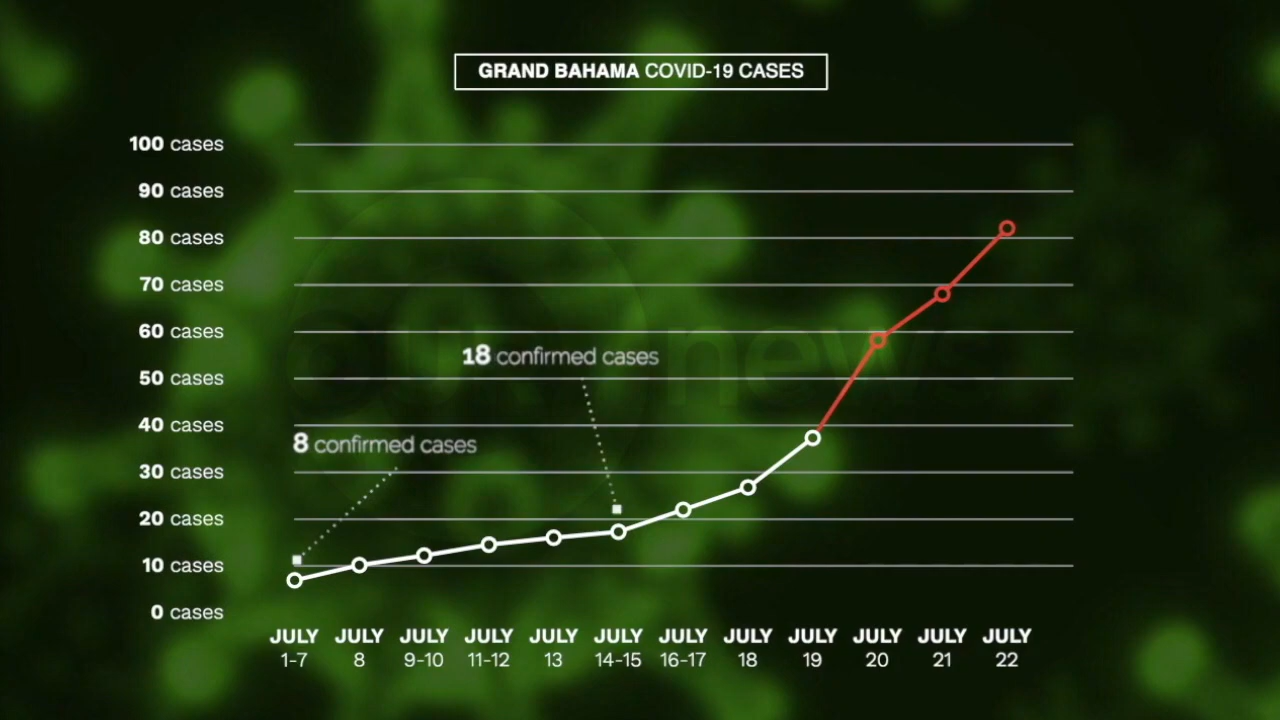 GRAND BAHAMA COVID-19 CASES
100 cases
90 cases
80 cases
70 cases
60 cases
50 cases
40 cases
30 cases
20 cases
10 cases
0 cases
18 confirmed cases
8 confirmed cases
JULY JULY JULY JULY JULY JULY JULY JULY JULY JULY JULY JULY
1-7 8 9-10 11-12 13 14-15 16-17 18 19 20 21 22